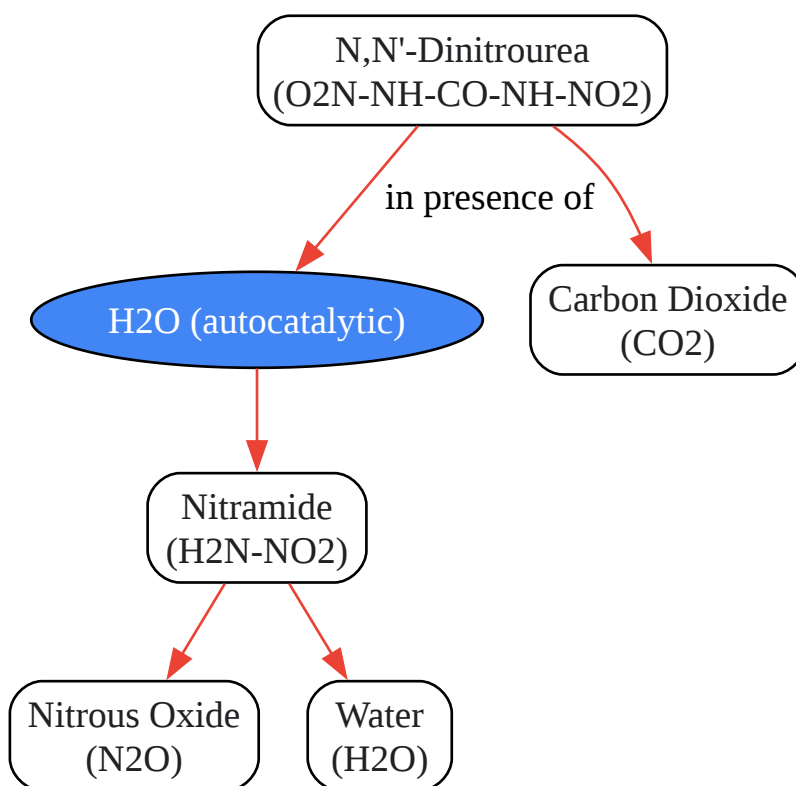 N,N'-Dinitrourea
(O2N-NH-CO-NH-NO2)
in presence of
H2O (autocatalytic)
Carbon Dioxide
(CO2)
Nitramide
(H2N-NO2)
Nitrous Oxide
(N2O)
Water
(H2O)